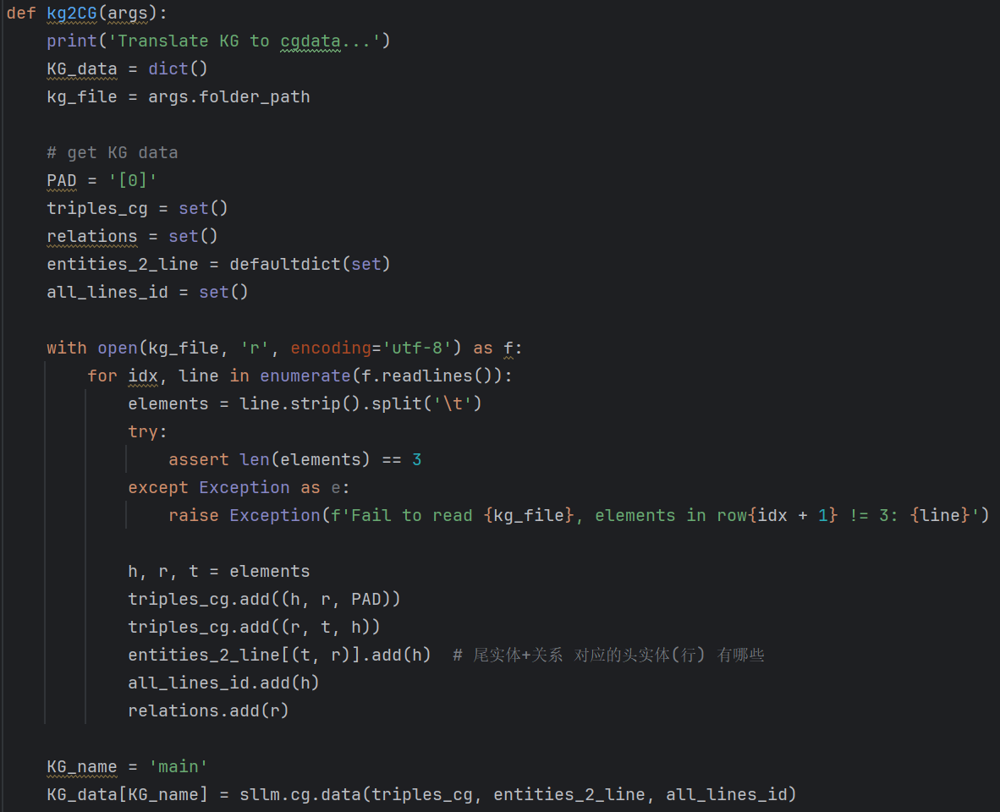 def kg2CG(args):
    print('Translate KG to cgdata...')
    KG_data = dict()
    kg_file = args.folder_path

    # get KG data
    PAD = '[0]'
    triples_cg = set()
    relations = set()
    entities_2_line = defaultdict(set)
    all_lines_id = set()

    with open(kg_file, 'r', encoding='utf-8') as f:
        for idx, line in enumerate(f.readlines()):
            elements = line.strip().split('\t')
            try:
                assert len(elements) == 3
            except Exception as e:
                raise Exception(f'Fail to read {kg_file}, elements in row{idx + 1} != 3: {line}')

            h, r, t = elements
            triples_cg.add((h, r, PAD))
            triples_cg.add((r, t, h))
            entities_2_line[(t, r)].add(h)  # 尾实体+关系 对应的头实体(行) 有哪些
            all_lines_id.add(h)
            relations.add(r)

    KG_name = 'main'
    KG_data[KG_name] = sllm.cg.data(triples_cg, entities_2_line, all_lines_id)